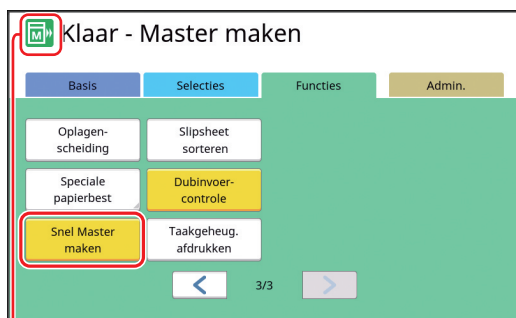 M
Klaar - Master maken
Basis Selecties Functies Admin.
Oplagen-
scheiding
Slipsheet
sorteren
Speciale
papierbest
Dubinvoer-
controle
Snel Master
maken
Taakgeheug.
afdrukken
< 3/3 >